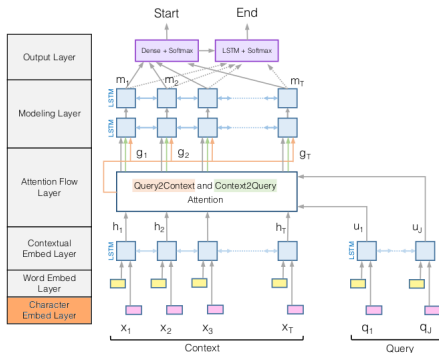 Start End
Output Layer
Dense + Softmax LSTM + Softmax
m1 m2 mT
Modeling Layer
LSTM
LSTM
g1 g2 gT
Attention Flow
Layer
Query2Context and Context2Query
Attention
h1 h2 hT u1 uJ
Contextual
Embed Layer
LSTM LSTM
Word Embed
Layer
Character
Embed Layer
x1 x2 x3 xT q1 qJ
Context Query